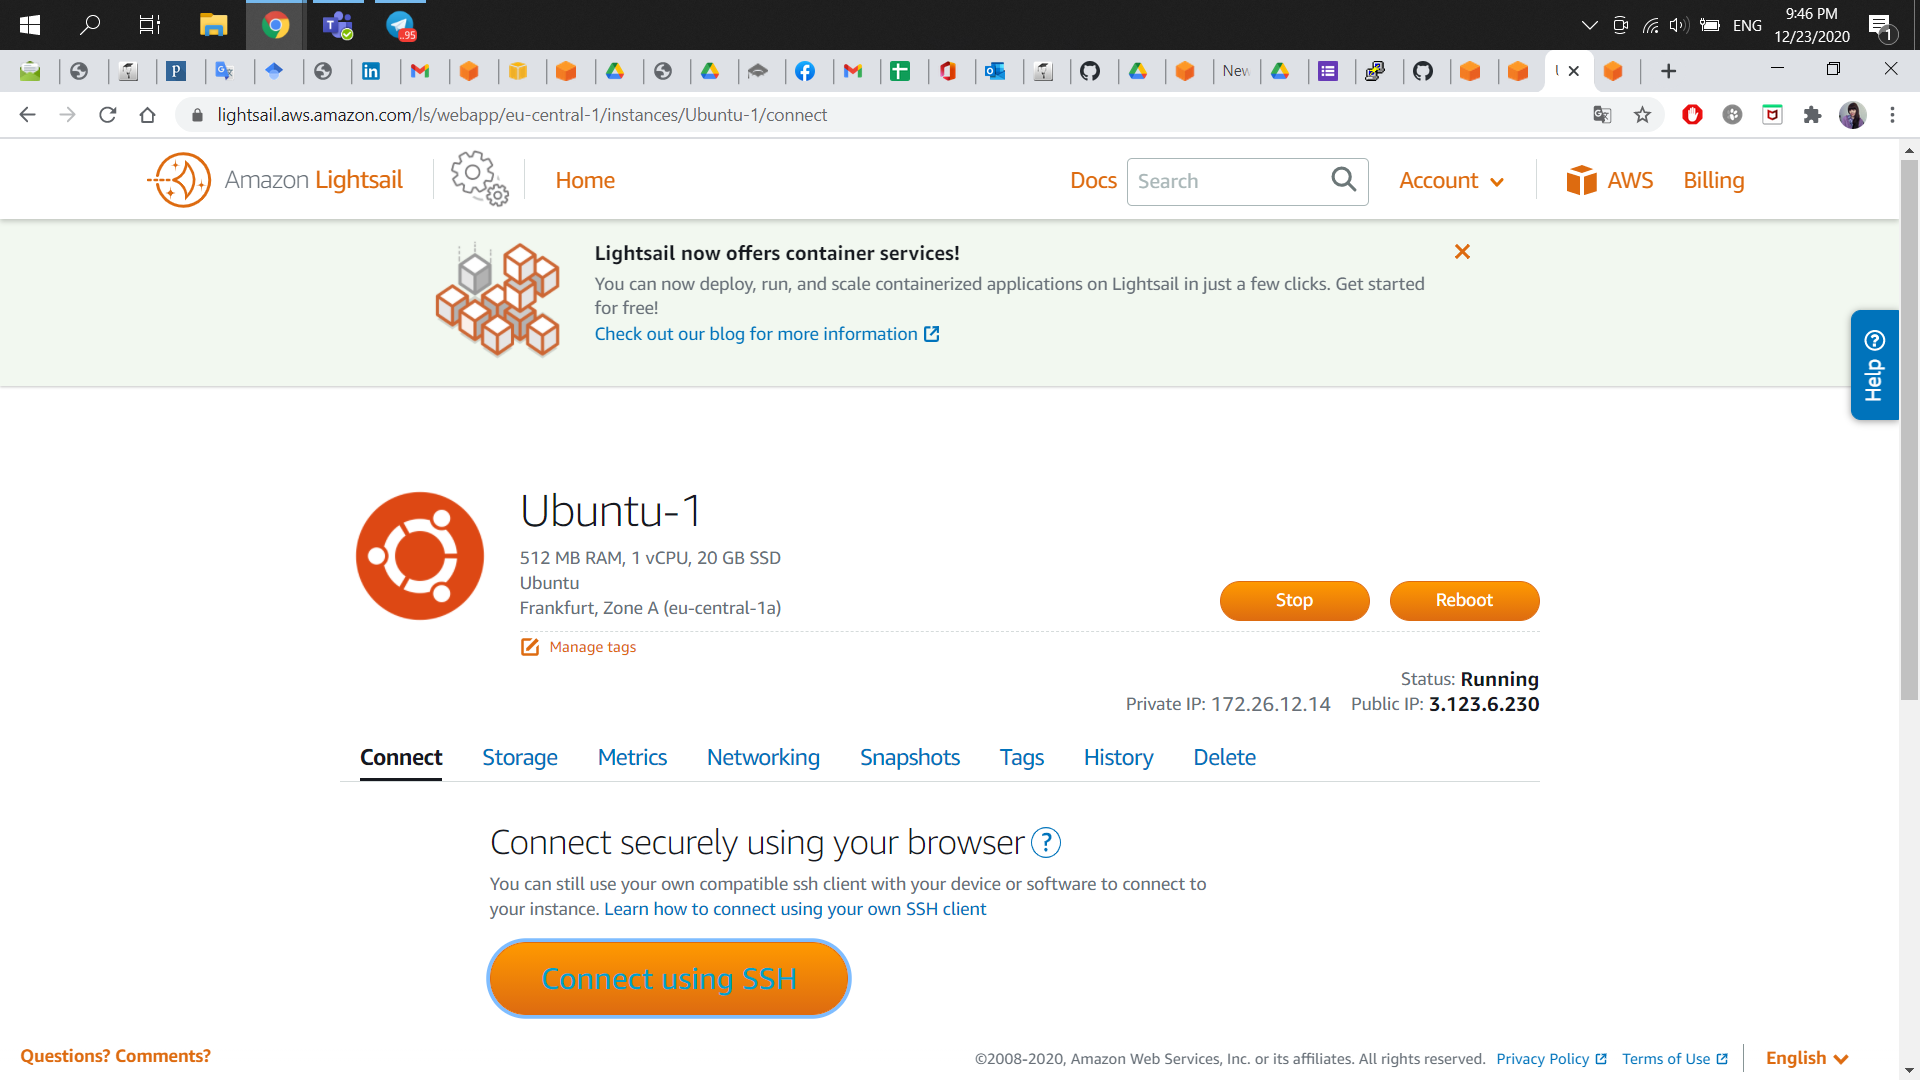 ENG
9:46 PM
12/23/2020
1
..95
New
lightsail.aws.amazon.com/ls/webapp/eu-central-1/instances/Ubuntu-1/connect
Amazon Lightsail
Home
Docs
Search
Account
AWS
Billing
Lightsail now offers container services!
You can now deploy, run, and scale containerized applications on Lightsail in just a few clicks. Get started
for free!
Check out our blog for more information
Help
Ubuntu-1
512 MB RAM, 1 vCPU, 20 GB SSD
Ubuntu
Frankfurt, Zone A (eu-central-1a)
Stop
Reboot
Manage tags
Status: Running
Private IP: 172.26.12.14 Public IP: 3.123.6.230
Connect Storage Metrics Networking Snapshots Tags History Delete
Connect securely using your browser ?
You can still use your own compatible ssh client with your device or software to connect to
your instance. Learn how to connect using your own SSH client
Connect using SSH
Questions? Comments?
©2008-2020, Amazon Web Services, Inc. or its affiliates. All rights reserved. Privacy Policy Terms of Use English